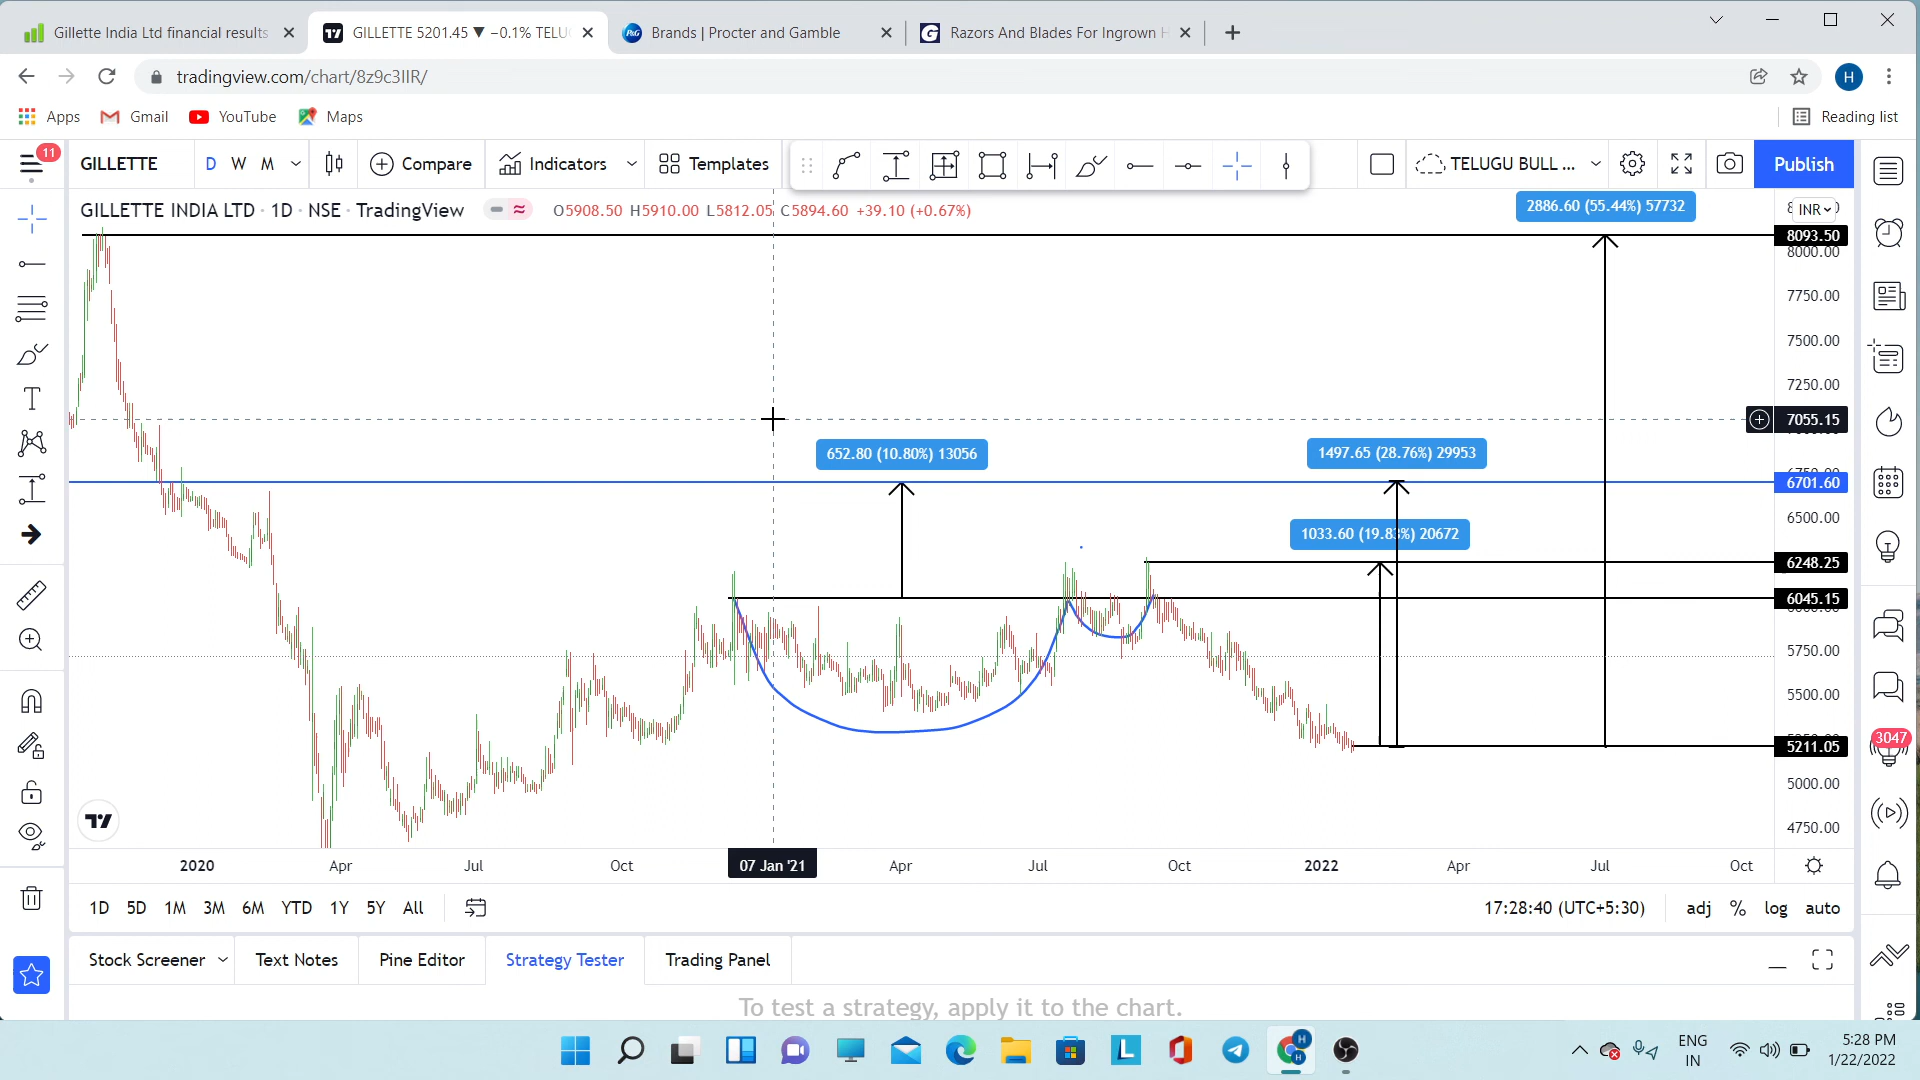 Gillette India Ltd financial results
GILLETTE 5201.45 ▼ −0.1% TELU
P&G Brands | Procter and Gamble
G Razors And Blades For Ingrown H
tradingview.com/chart/8z9c3IIR/
H
Apps Gmail YouTube Maps
Reading list
11
GILLETTE D W M Compare Indicators Templates
TELUGU BULL ... Publish
GILLETTE INDIA LTD · 1D · NSE · TradingView O5908.50 H5910.00 L5812.05 C5894.60 +39.10 (+0.67%)
2886.60 (55.44%) 57732
INR
8093.50
8000.00
7750.00
7500.00
7250.00
7055.15
652.80 (10.80%) 13056
1497.65 (28.76%) 29953
6701.60
6500.00
1033.60 (19.83%) 20672
6248.25
6045.15
5750.00
5500.00
5211.05
3047
5000.00
4750.00
2020 Apr Jul Oct 07 Jan '21 Apr Jul Oct 2022 Apr Jul Oct
1D 5D 1M 3M 6M YTD 1Y 5Y All
17:28:40 (UTC+5:30) adj % log auto
Stock Screener Text Notes Pine Editor Strategy Tester Trading Panel
To test a strategy, apply it to the chart.
ENG
IN
5:28 PM
1/22/2022